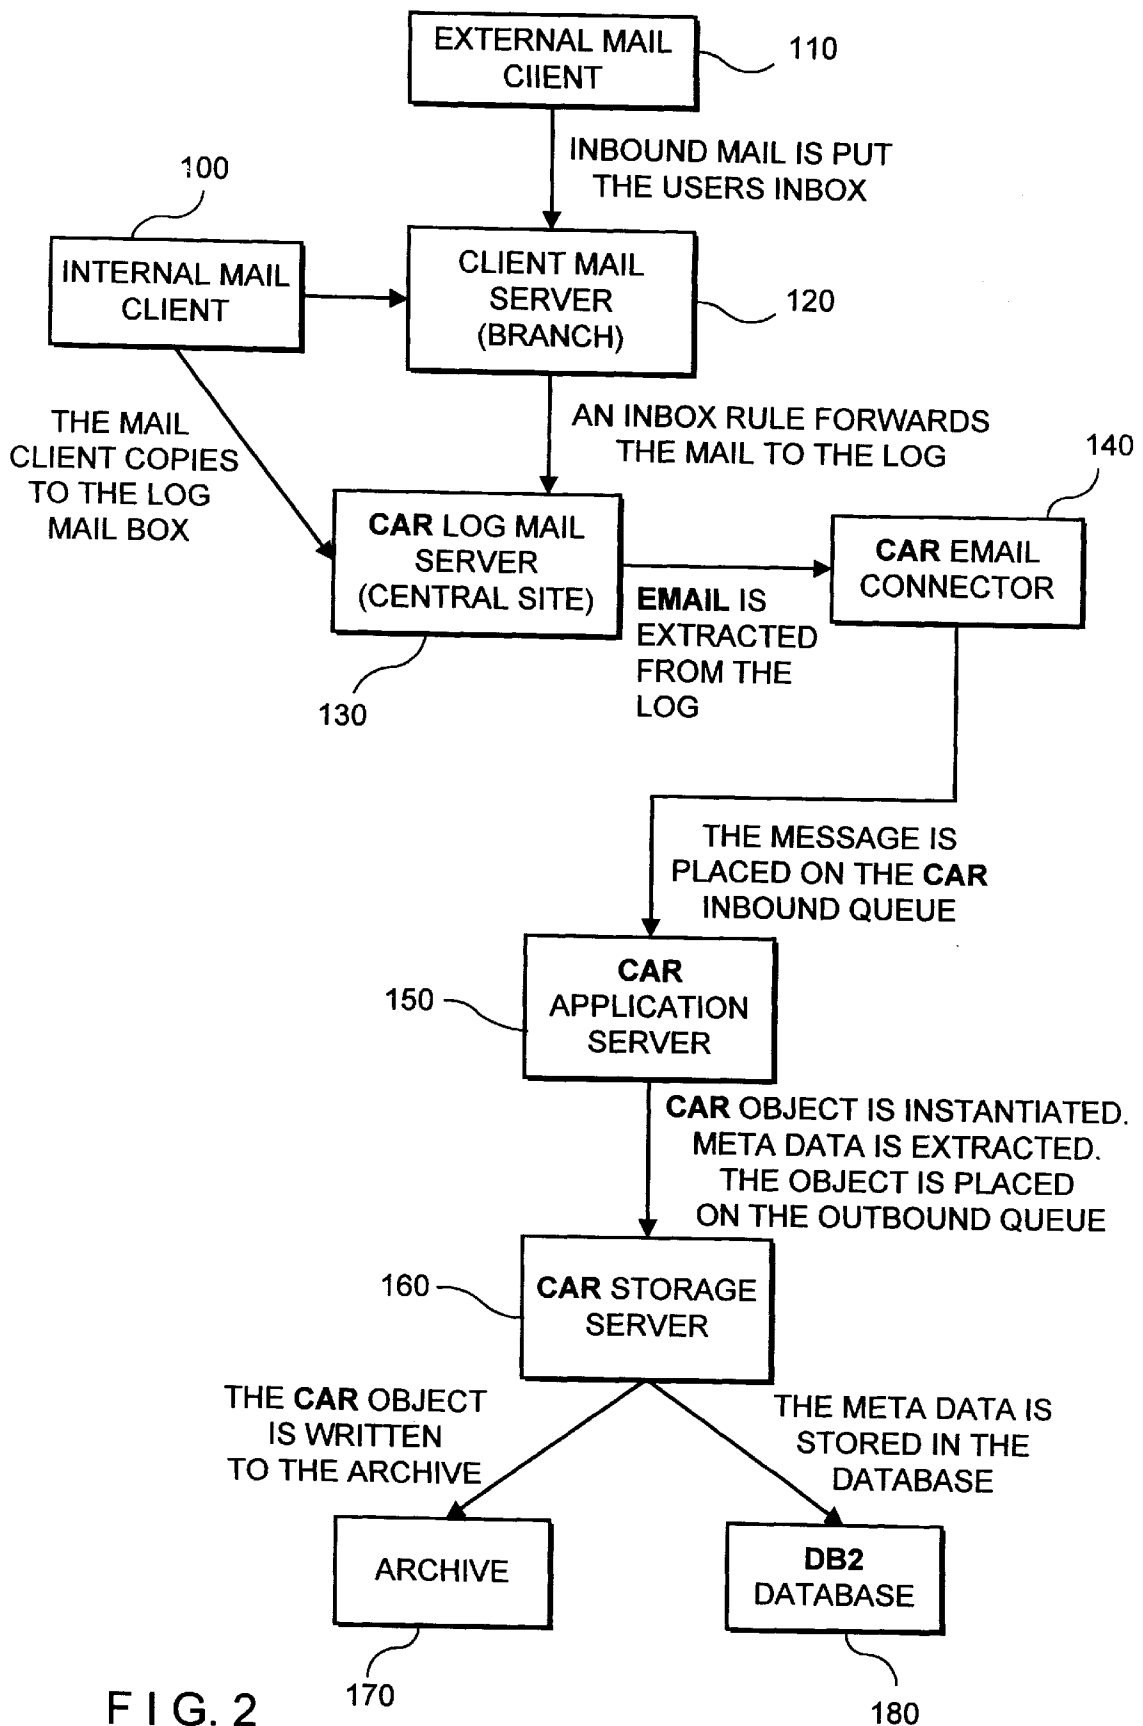 EXTERNAL MAIL
ClIENT
110
INBOUND MAIL IS PUT
THE USERS INBOX
100
INTERNAL MAIL
CLIENT
CLIENT MAIL
SERVER
(BRANCH)
120
THE MAIL
CLIENT COPIES
TO THE LOG
MAIL BOX
AN INBOX RULE FORWARDS
THE MAIL TO THE LOG
140
CAR LOG MAIL
SERVER
(CENTRAL SITE)
130
EMAIL IS
EXTRACTED
FROM THE
LOG
CAR EMAIL
CONNECTOR
THE MESSAGE IS
PLACED ON THE CAR
INBOUND QUEUE
150
CAR
APPLICATION
SERVER
CAR OBJECT IS INSTANTIATED.
META DATA IS EXTRACTED.
THE OBJECT IS PLACED
ON THE OUTBOUND QUEUE
160
CAR STORAGE
SERVER
THE CAR OBJECT
IS WRITTEN
TO THE ARCHIVE
THE META DATA IS
STORED IN THE
DATABASE
ARCHIVE
DB2
DATABASE
170
180
FIG. 2